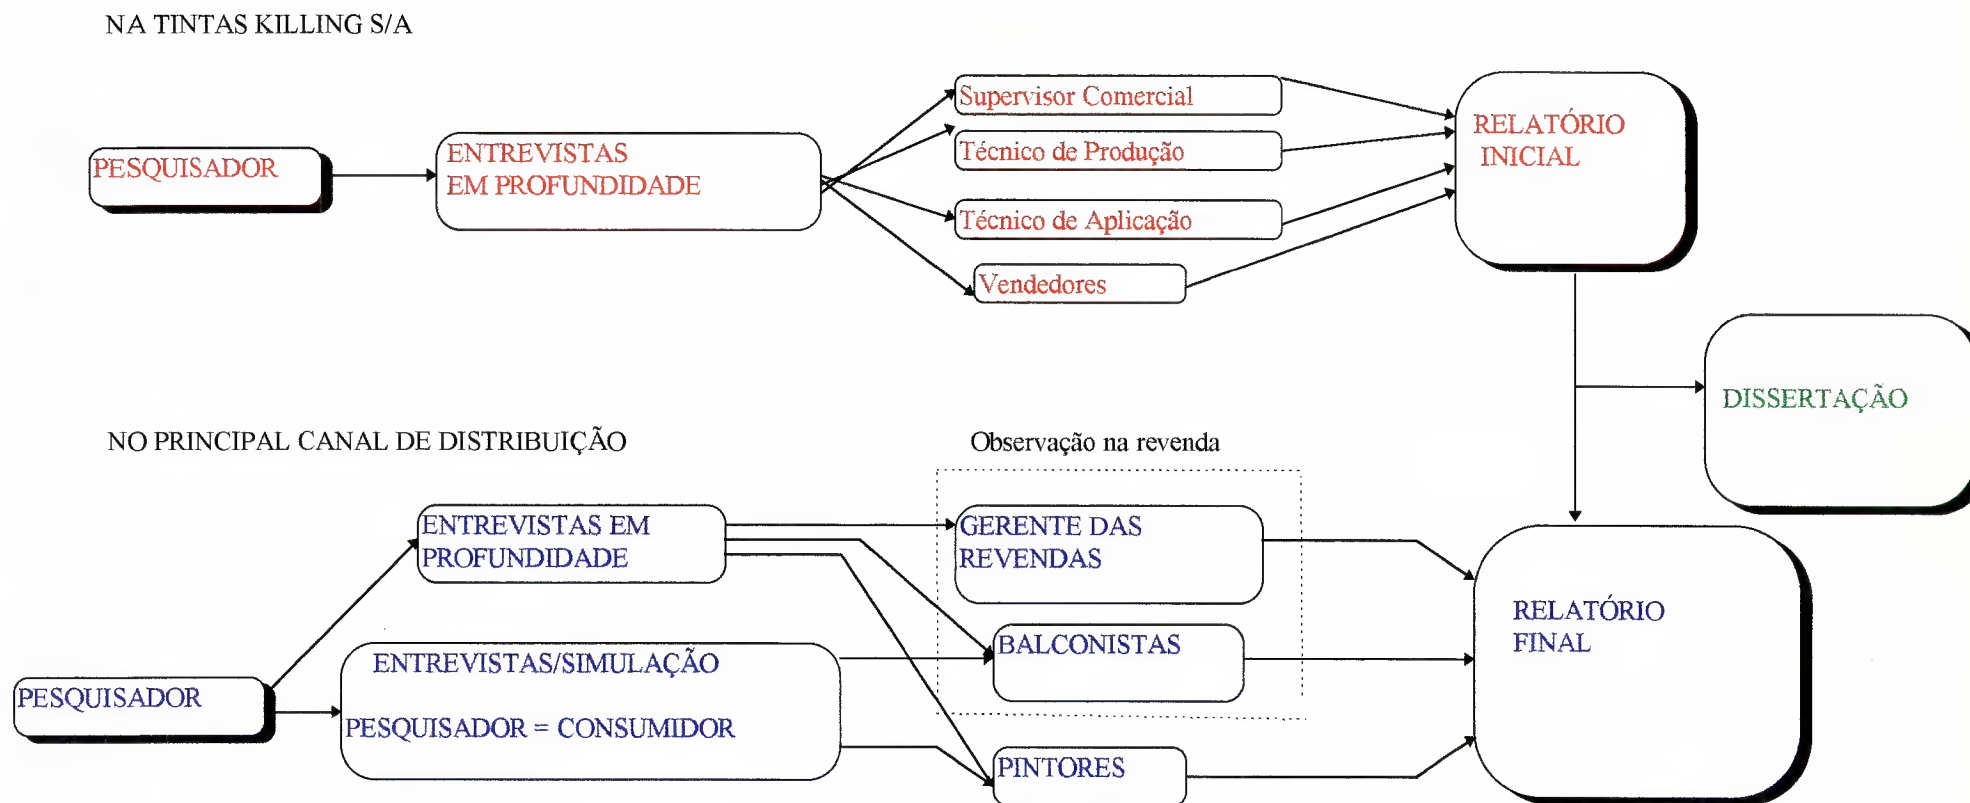 NA TINTAS KILLING S/A
PESQUISADOR
ENTREVISTAS
EM PROFUNDIDADE
Supervisor Comercial
Técnico de Produção
Técnico de Aplicação
Vendedores
RELATÓRIO
INICIAL
DISSERTAÇÃO
NO PRINCIPAL CANAL DE DISTRIBUIÇÃO
Observação na revenda
PESQUISADOR
ENTREVISTAS EM
PROFUNDIDADE
ENTREVISTAS/SIMULAÇÃO
PESQUISADOR = CONSUMIDOR
GERENTE DAS
REVENDAS
BALCONISTAS
PINTORES
RELATÓRIO
FINAL